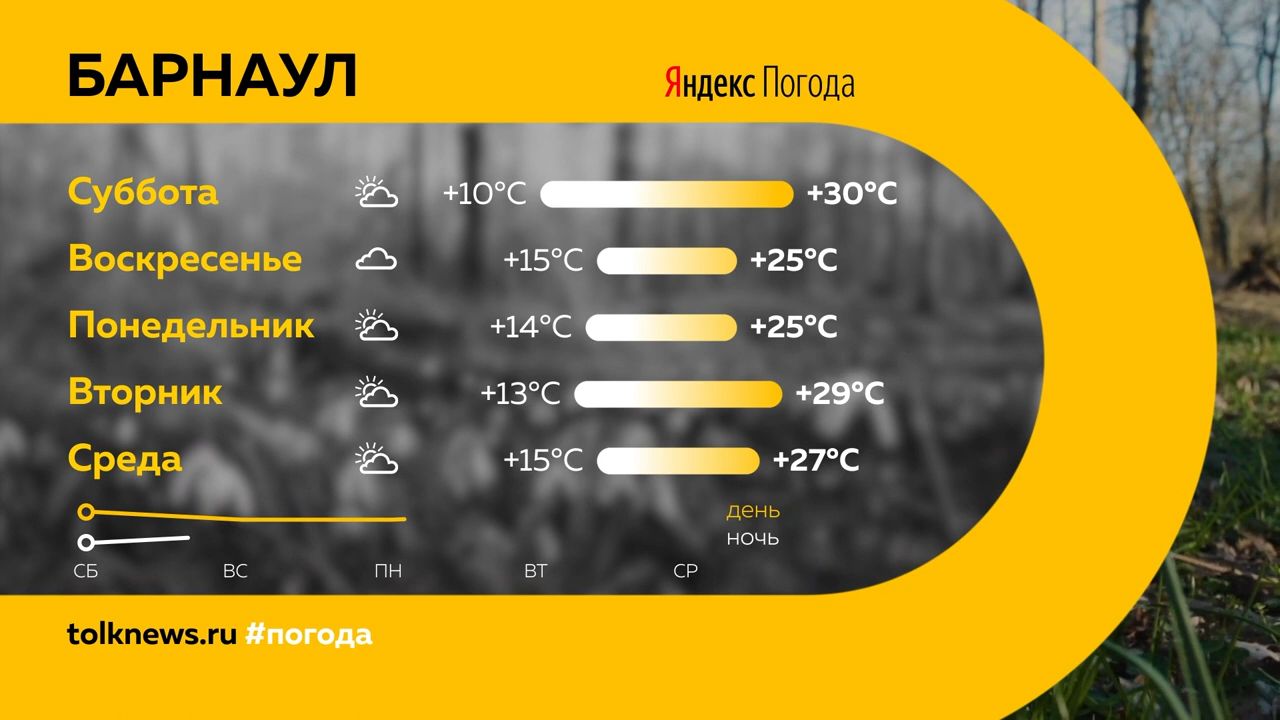 БАРНАУЛ
Яндекс Погода
Суббота +10°C +30°C
Воскресенье +15°C +25°C
Понедельник +14°C +25°C
Вторник +13°C +29°C
Среда +15°C +27°C
день
ночь
СБ ВС ПН ВТ СР
tolknews.ru #погода